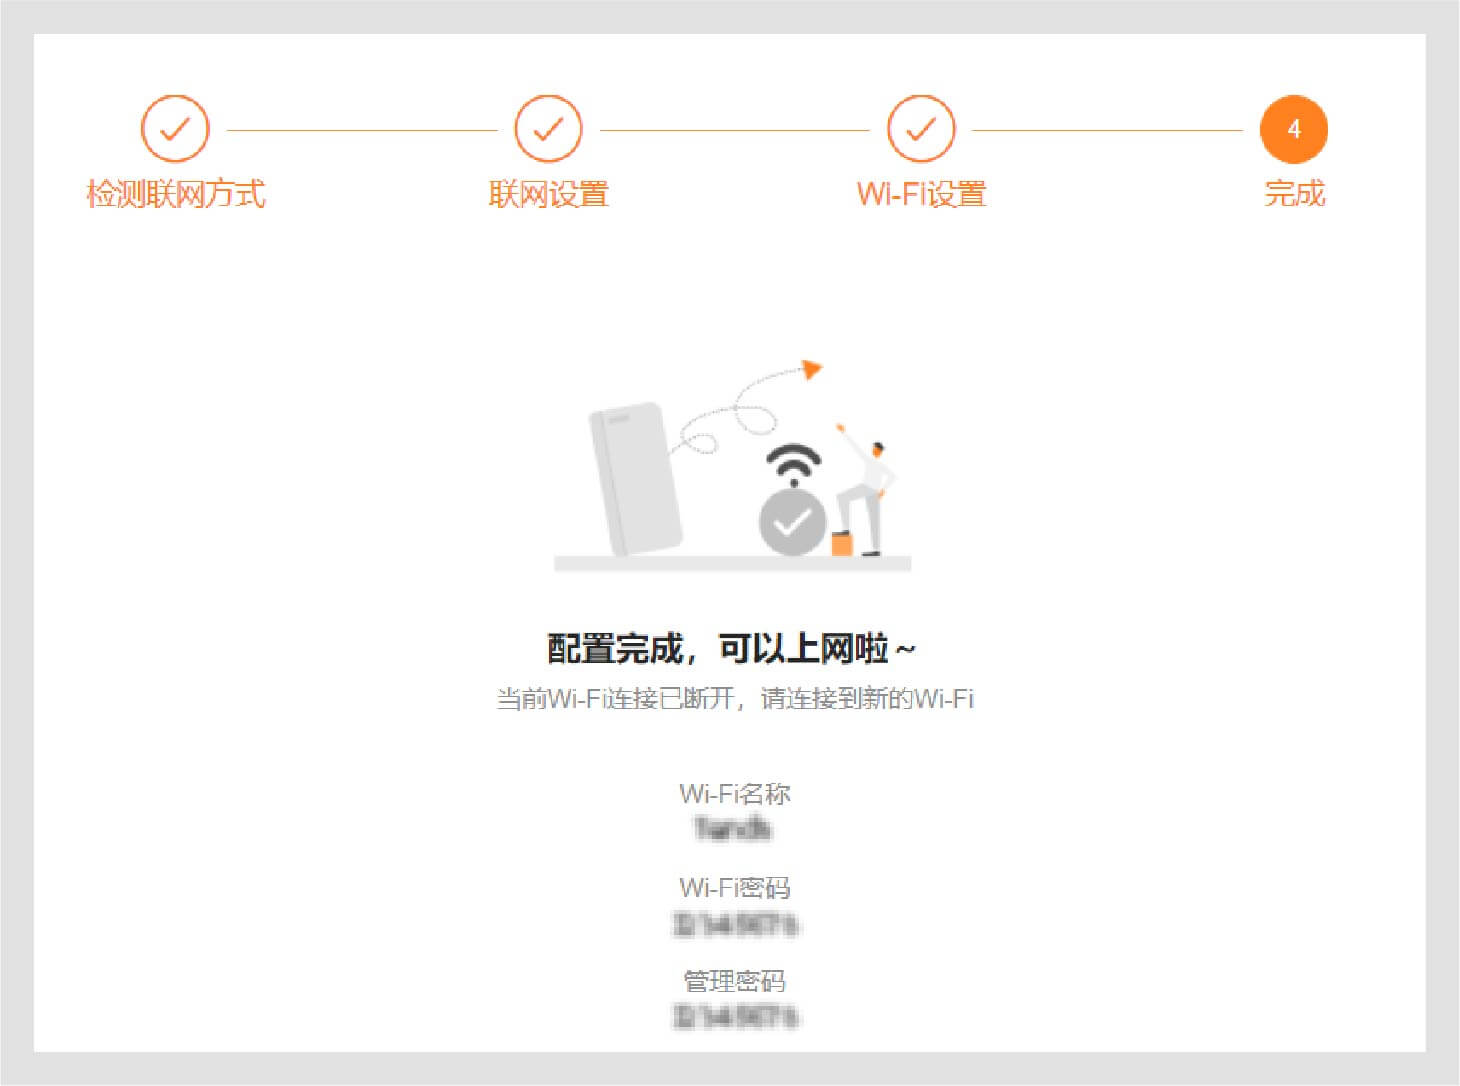 4
检测联网方式
联网设置
Wi-Fi设置
完成
配置完成，可以上网啦～
当前Wi-Fi连接已断开，请连接到新的Wi-Fi
Wi-Fi名称
Wi-Fi密码
管理密码